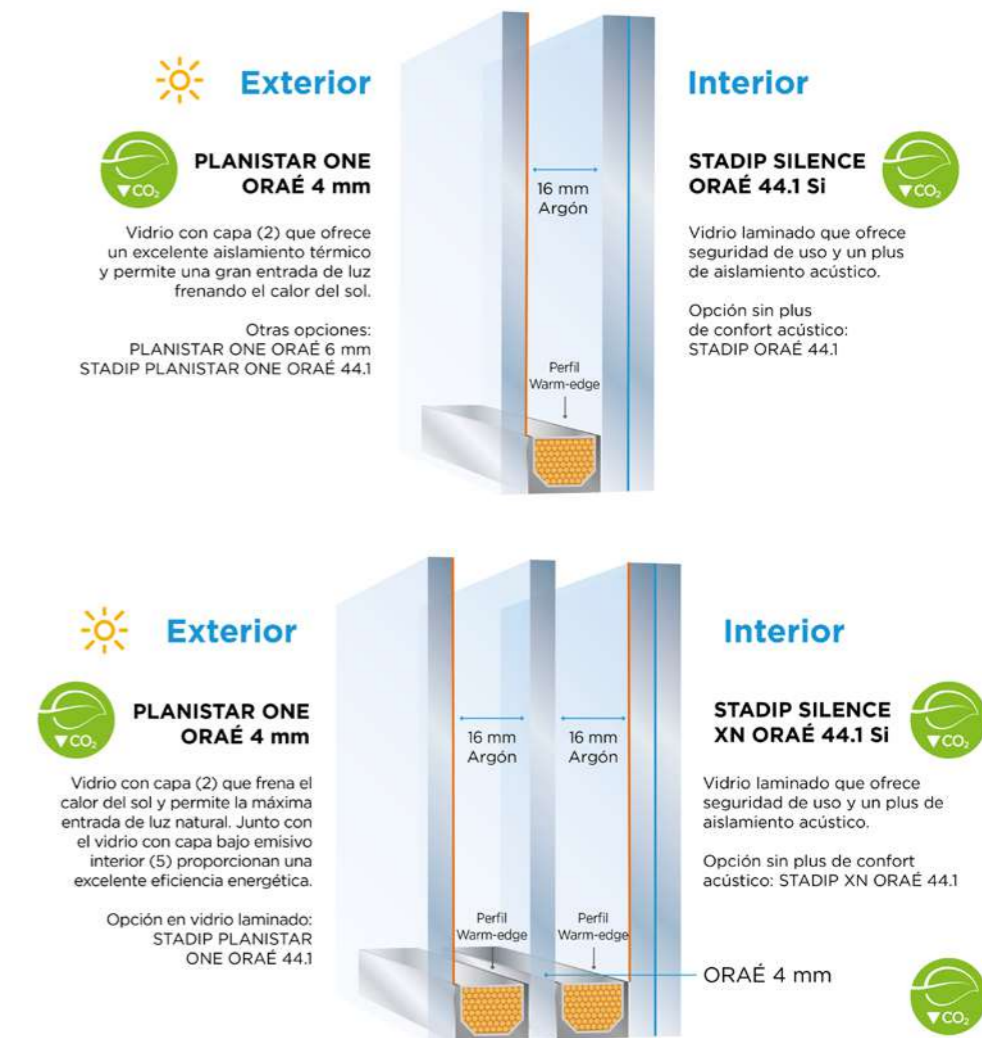 Exterior
PLANISTAR ONE
ORAÉ 4 mm
▼CO₂
Vidrio con capa (2) que ofrece
un excelente aislamiento térmico
y permite una gran entrada de luz
frenando el calor del sol.
Otras opciones:
PLANISTAR ONE ORAÉ 6 mm
STADIP PLANISTAR ONE ORAÉ 44.1
16 mm
Argón
Perfil
Warm-edge
Interior
STADIP SILENCE
ORAÉ 44.1 Si
▼CO₂
Vidrio laminado que ofrece
seguridad de uso y un plus
de aislamiento acústico.
Opción sin plus
de confort acústico:
STADIP ORAÉ 44.1
Exterior
PLANISTAR ONE
ORAÉ 4 mm
▼CO₂
Vidrio con capa (2) que frena el
calor del sol y permite la máxima
entrada de luz natural. Junto con
el vidrio con capa bajo emisivo
interior (5) proporcionan una
excelente eficiencia energética.
Opción en vidrio laminado:
STADIP PLANISTAR
ONE ORAÉ 44.1
16 mm
Argón
16 mm
Argón
Perfil
Warm-edge
Perfil
Warm-edge
Interior
STADIP SILENCE
XN ORAÉ 44.1 Si
▼CO₂
Vidrio laminado que ofrece
seguridad de uso y un plus de
aislamiento acústico.
Opción sin plus de confort
acústico: STADIP XN ORAÉ 44.1
ORAÉ 4 mm
▼CO₂